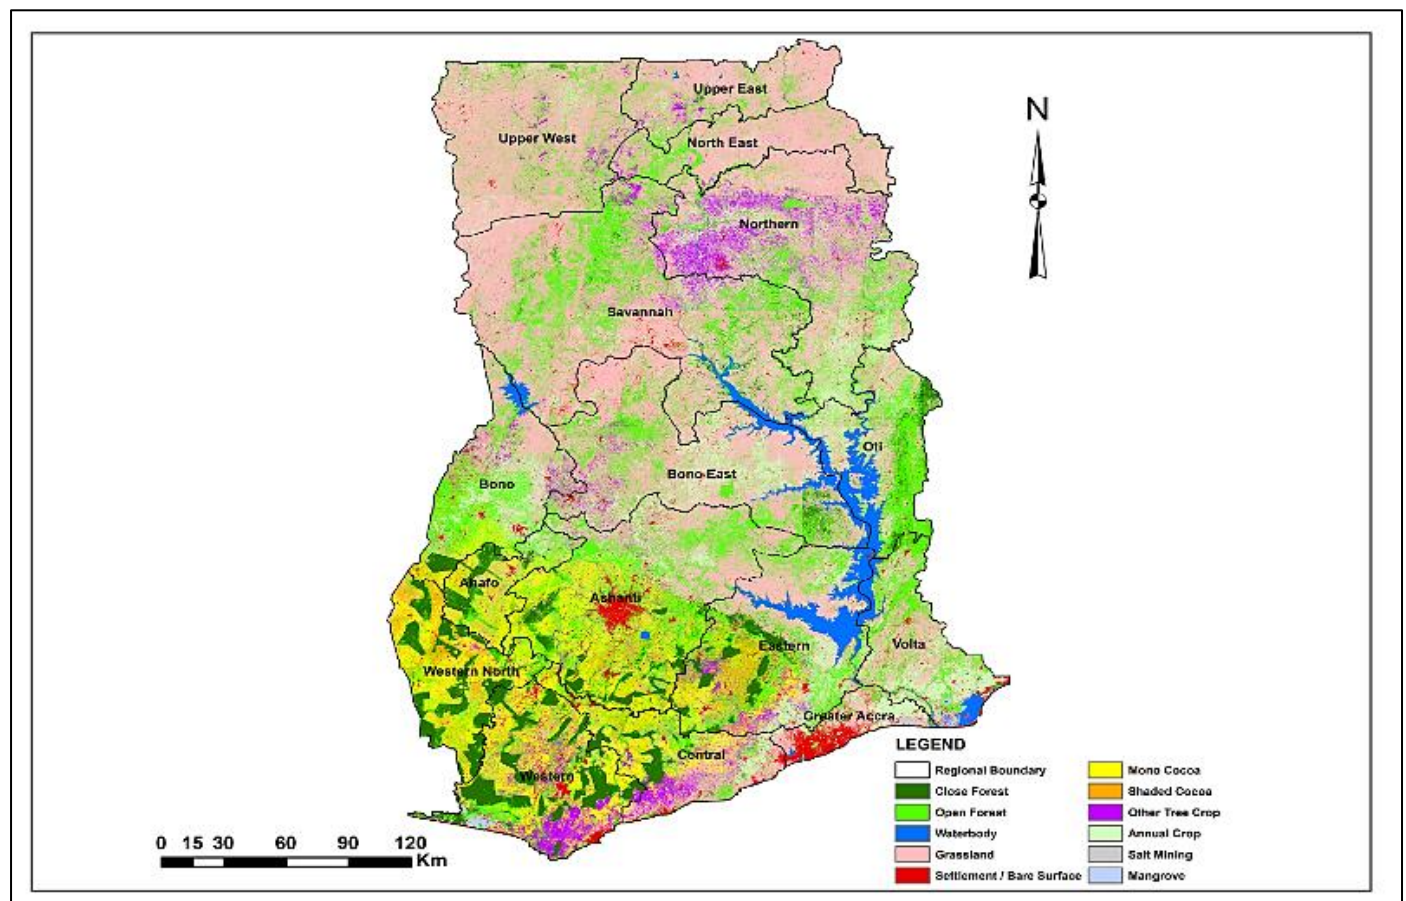 Upper East
N
Upper West
North East
Northern
Savannah
Oti
Bono East
Bono
Ahafo
Ashanti
Eastern
Volta
Western North
Greater Accra
Central
Western
LEGEND
Regional Boundary
Close Forest
Open Forest
Waterbody
Grassland
Settlement / Bare Surface
Mono Cocoa
Shaded Cocoa
Other Tree Crop
Annual Crop
Salt Mining
Mangrove
0 15 30 60 90 120
Km